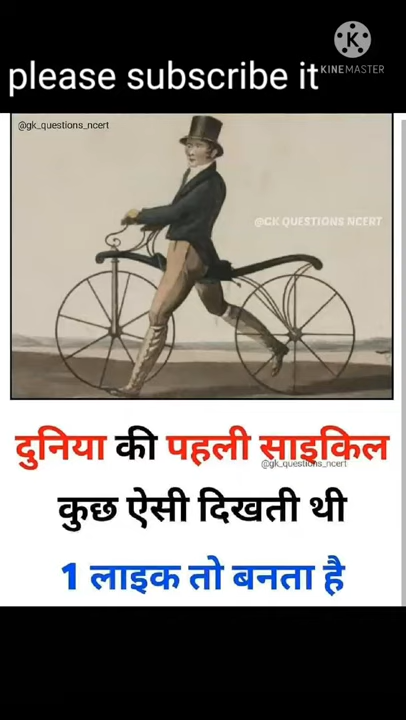 KINEMASTER
please subscribe it
@gk_questions_ncert
@GK QUESTIONS NCERT
दुनिया की पहली साइकिल
@gk_questions_ncert
कुछ ऐसी दिखती थी
1 लाइक तो बनता है